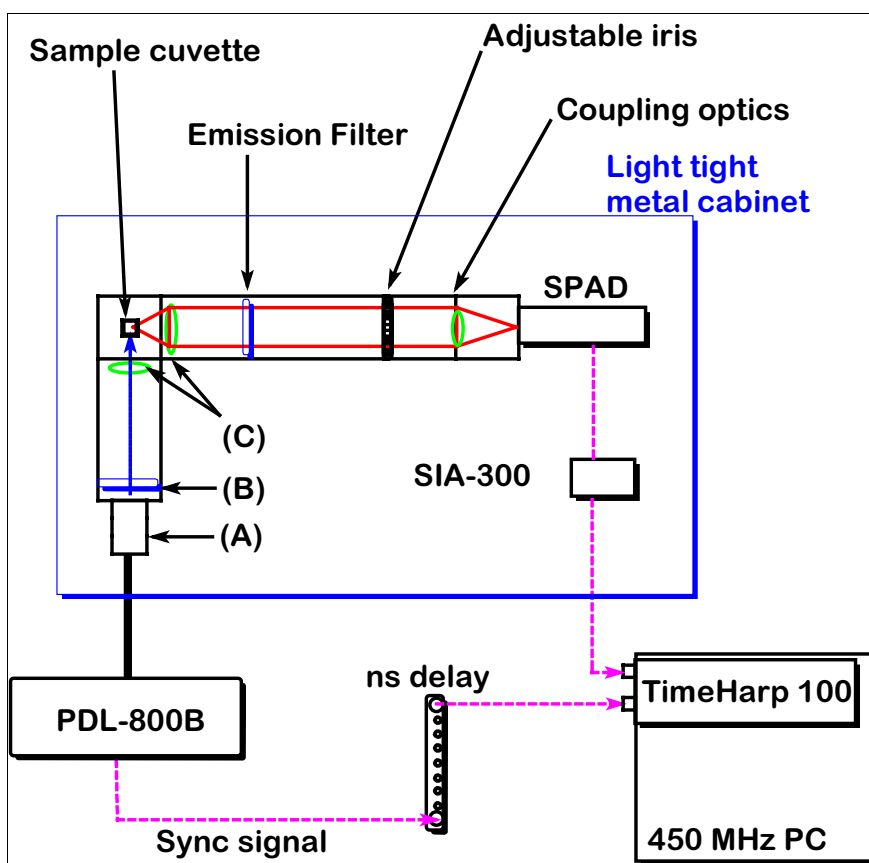 Sample cuvette
Adjustable iris
Emission Filter
Coupling optics
Light tight
metal cabinet
SPAD
(C)
SIA-300
(B)
(A)
ns delay
TimeHarp 100
PDL-800B
Sync signal
450 MHz PC